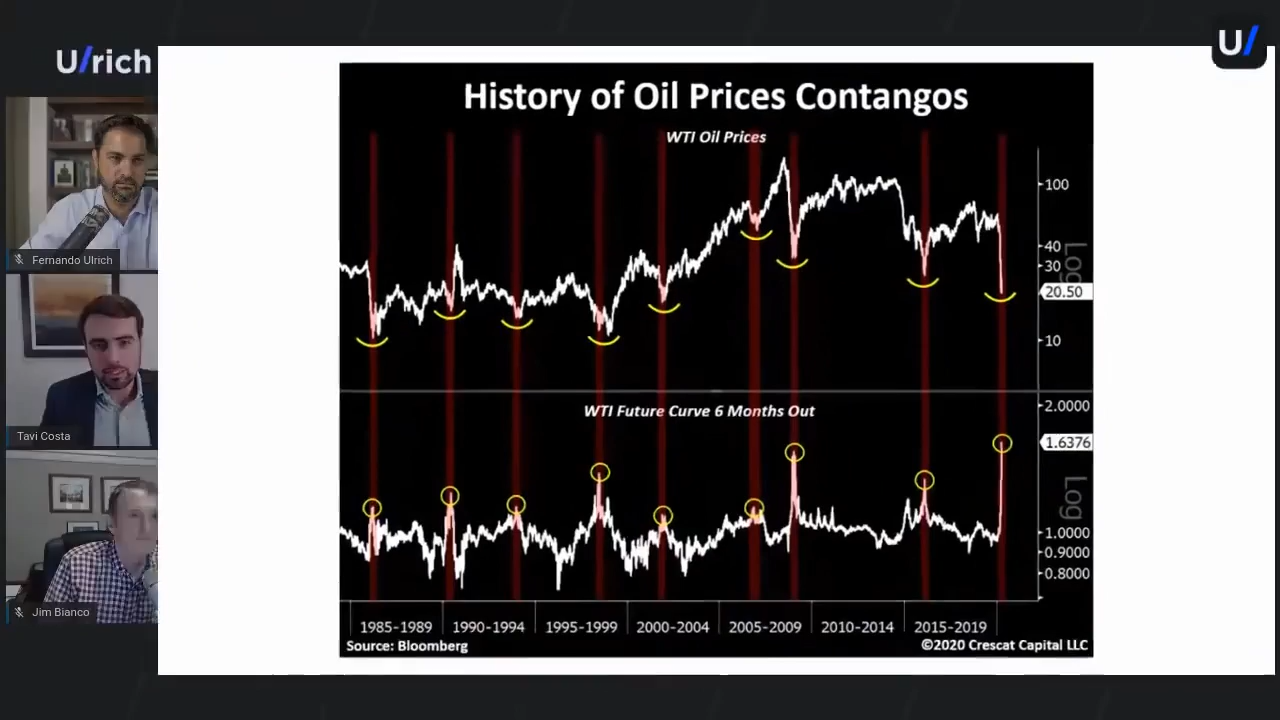 U/rich
U/
Fernando Ulrich
Tavi Costa
Jim Bianco
History of Oil Prices Contangos
WTI Oil Prices
100
40
30
Log
20.50
10
WTI Future Curve 6 Months Out
2.0000
1.6376
Log
1.0000
0.9000
0.8000
1985-1989 1990-1994 1995-1999 2000-2004 2005-2009 2010-2014 2015-2019
Source: Bloomberg ©2020 Crescat Capital LLC